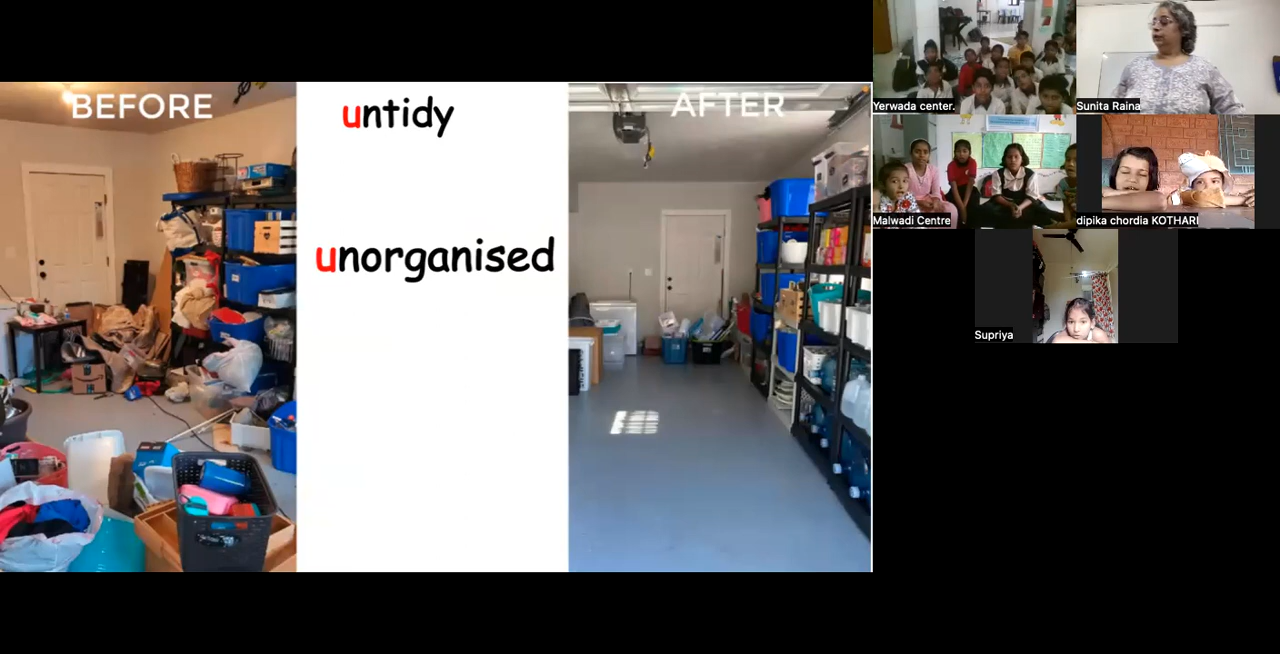 BEFORE
untidy
AFTER
unorganised
Yerwada center.
Sunita Raina
Malwadi Centre
dipika chordia KOTHARI
Supriya